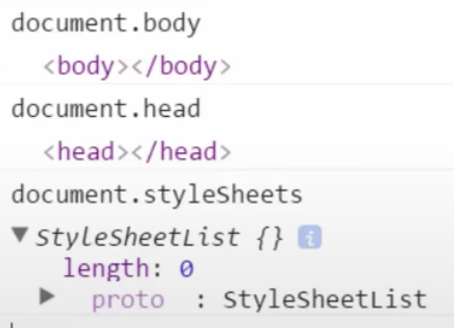 document.body
<body></body>
document.head
<head></head>
document.styleSheets
▼ StyleSheetList {} i
length: 0
▶ proto : StyleSheetList